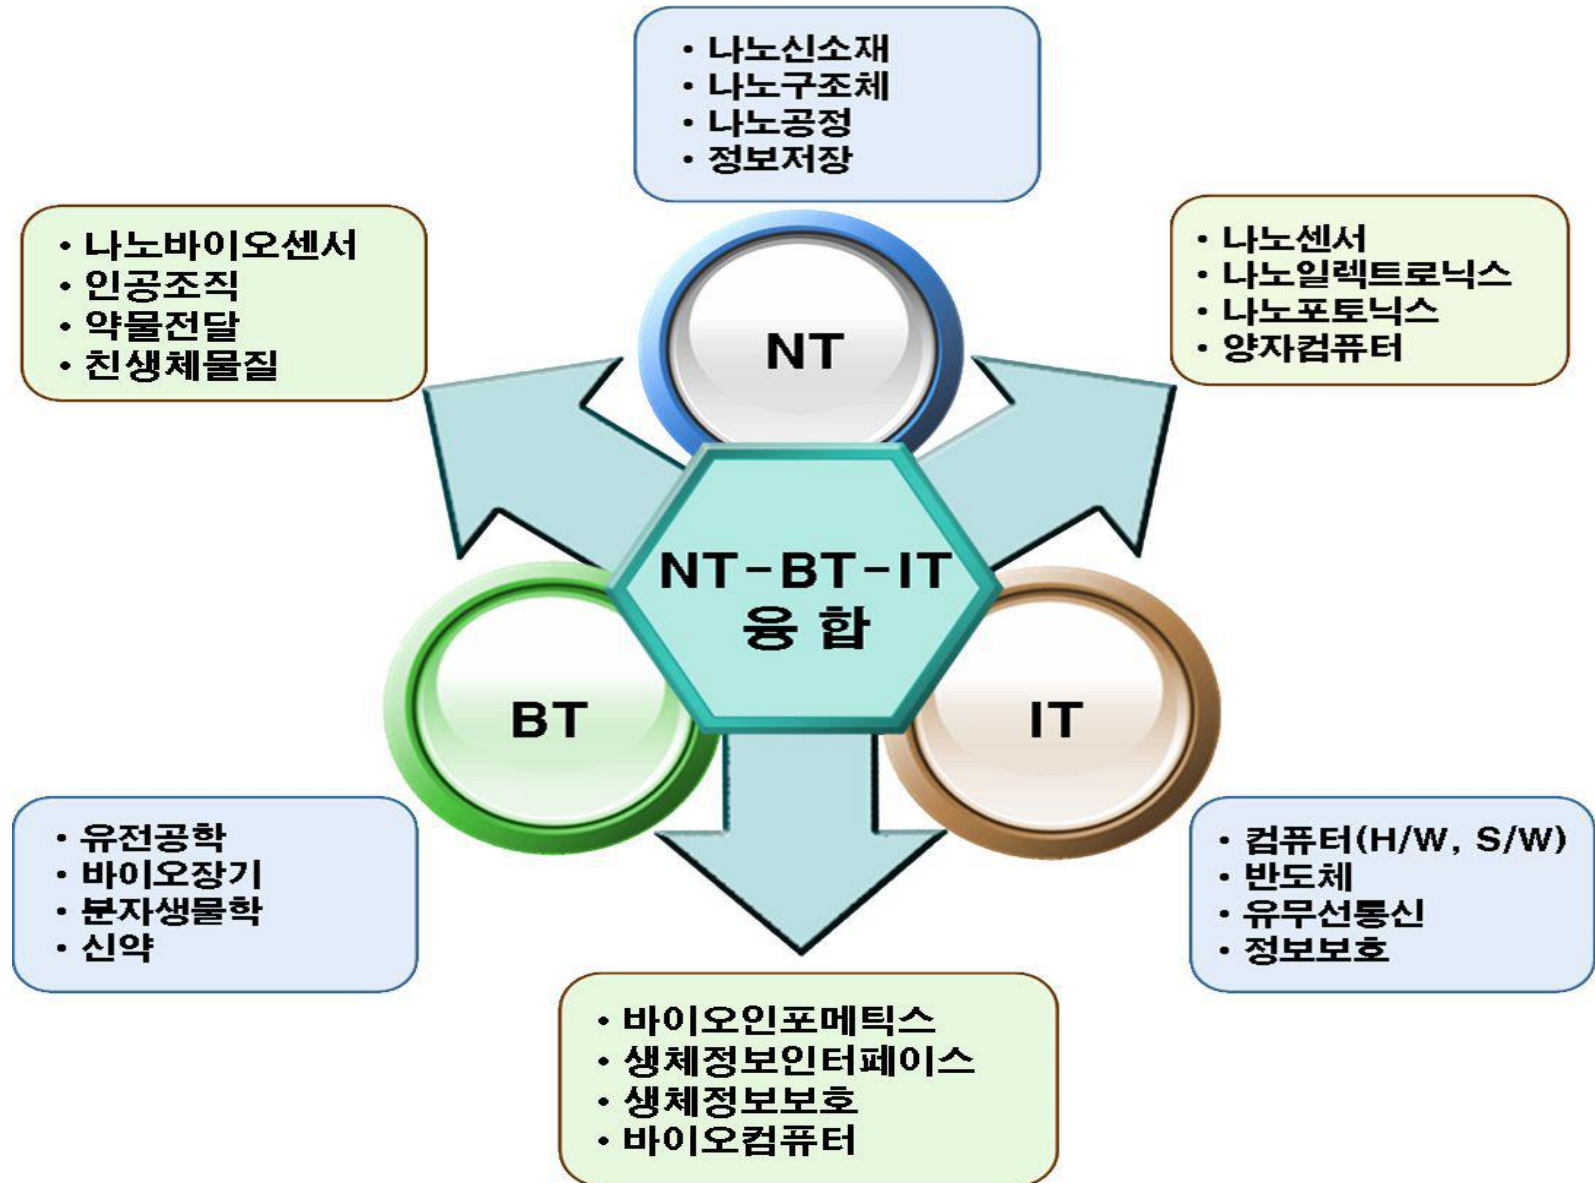 • 나노신소재
• 나노구조체
• 나노공정
• 정보저장
• 나노바이오센서
• 인공조직
• 약물전달
• 친생체물질
• 나노센서
• 나노일렉트로닉스
• 나노포토닉스
• 양자컴퓨터
NT
NT-BT-IT
융 합
BT
IT
• 유전공학
• 바이오장기
• 분자생물학
• 신약
• 컴퓨터(H/W, S/W)
• 반도체
• 유무선통신
• 정보보호
• 바이오인포메틱스
• 생체정보인터페이스
• 생체정보보호
• 바이오컴퓨터